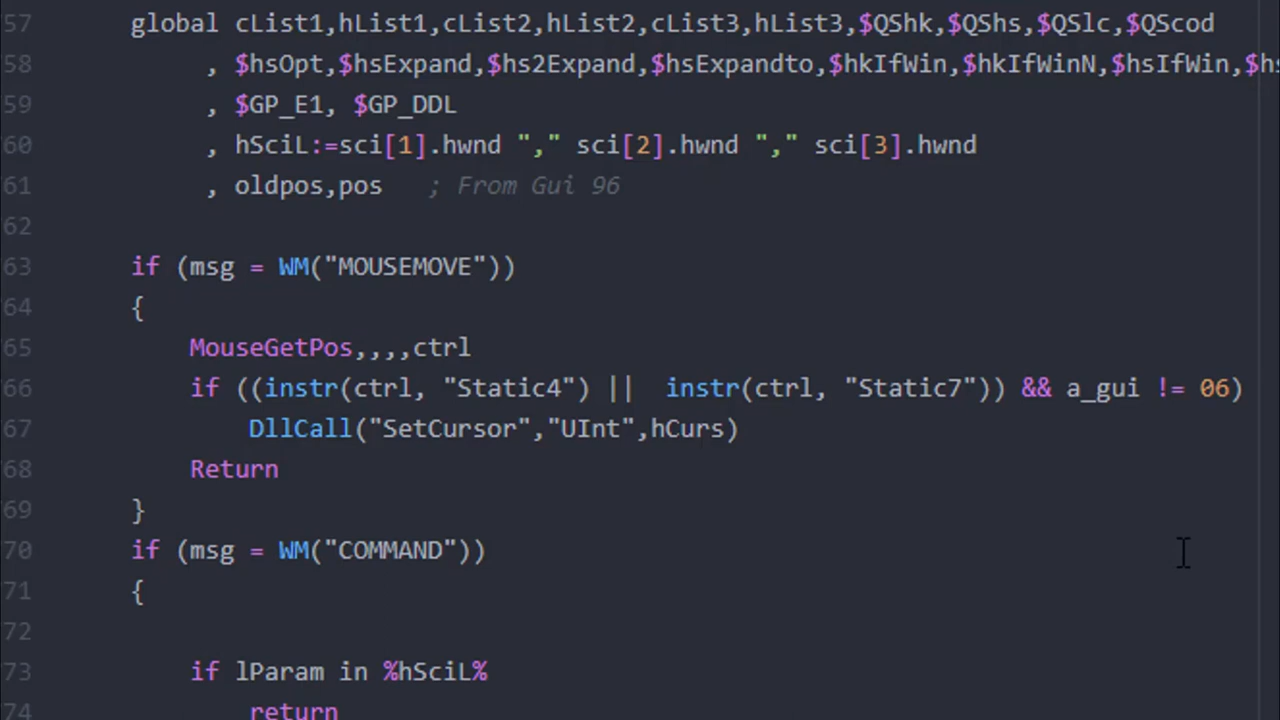 57 global cList1,hList1,cList2,hList2,cList3,hList3,$QShk,$QShs,$QSlc,$QScod
58 , $hsOpt,$hsExpand,$hs2Expand,$hsExpandto,$hkIfWin,$hkIfWinN,$hsIfWin,$hs
59 , $GP_E1, $GP_DDL
60 , hSciL:=sci[1].hwnd "," sci[2].hwnd "," sci[3].hwnd
61 , oldpos,pos ; From Gui 96
62
63 if (msg = WM("MOUSEMOVE"))
64 {
65 MouseGetPos,,,,ctrl
66 if ((instr(ctrl, "Static4") || instr(ctrl, "Static7")) && a_gui != 06)
67 DllCall("SetCursor","UInt",hCurs)
68 Return
69 }
70 if (msg = WM("COMMAND"))
71 {
72
73 if lParam in %hSciL%
74 return